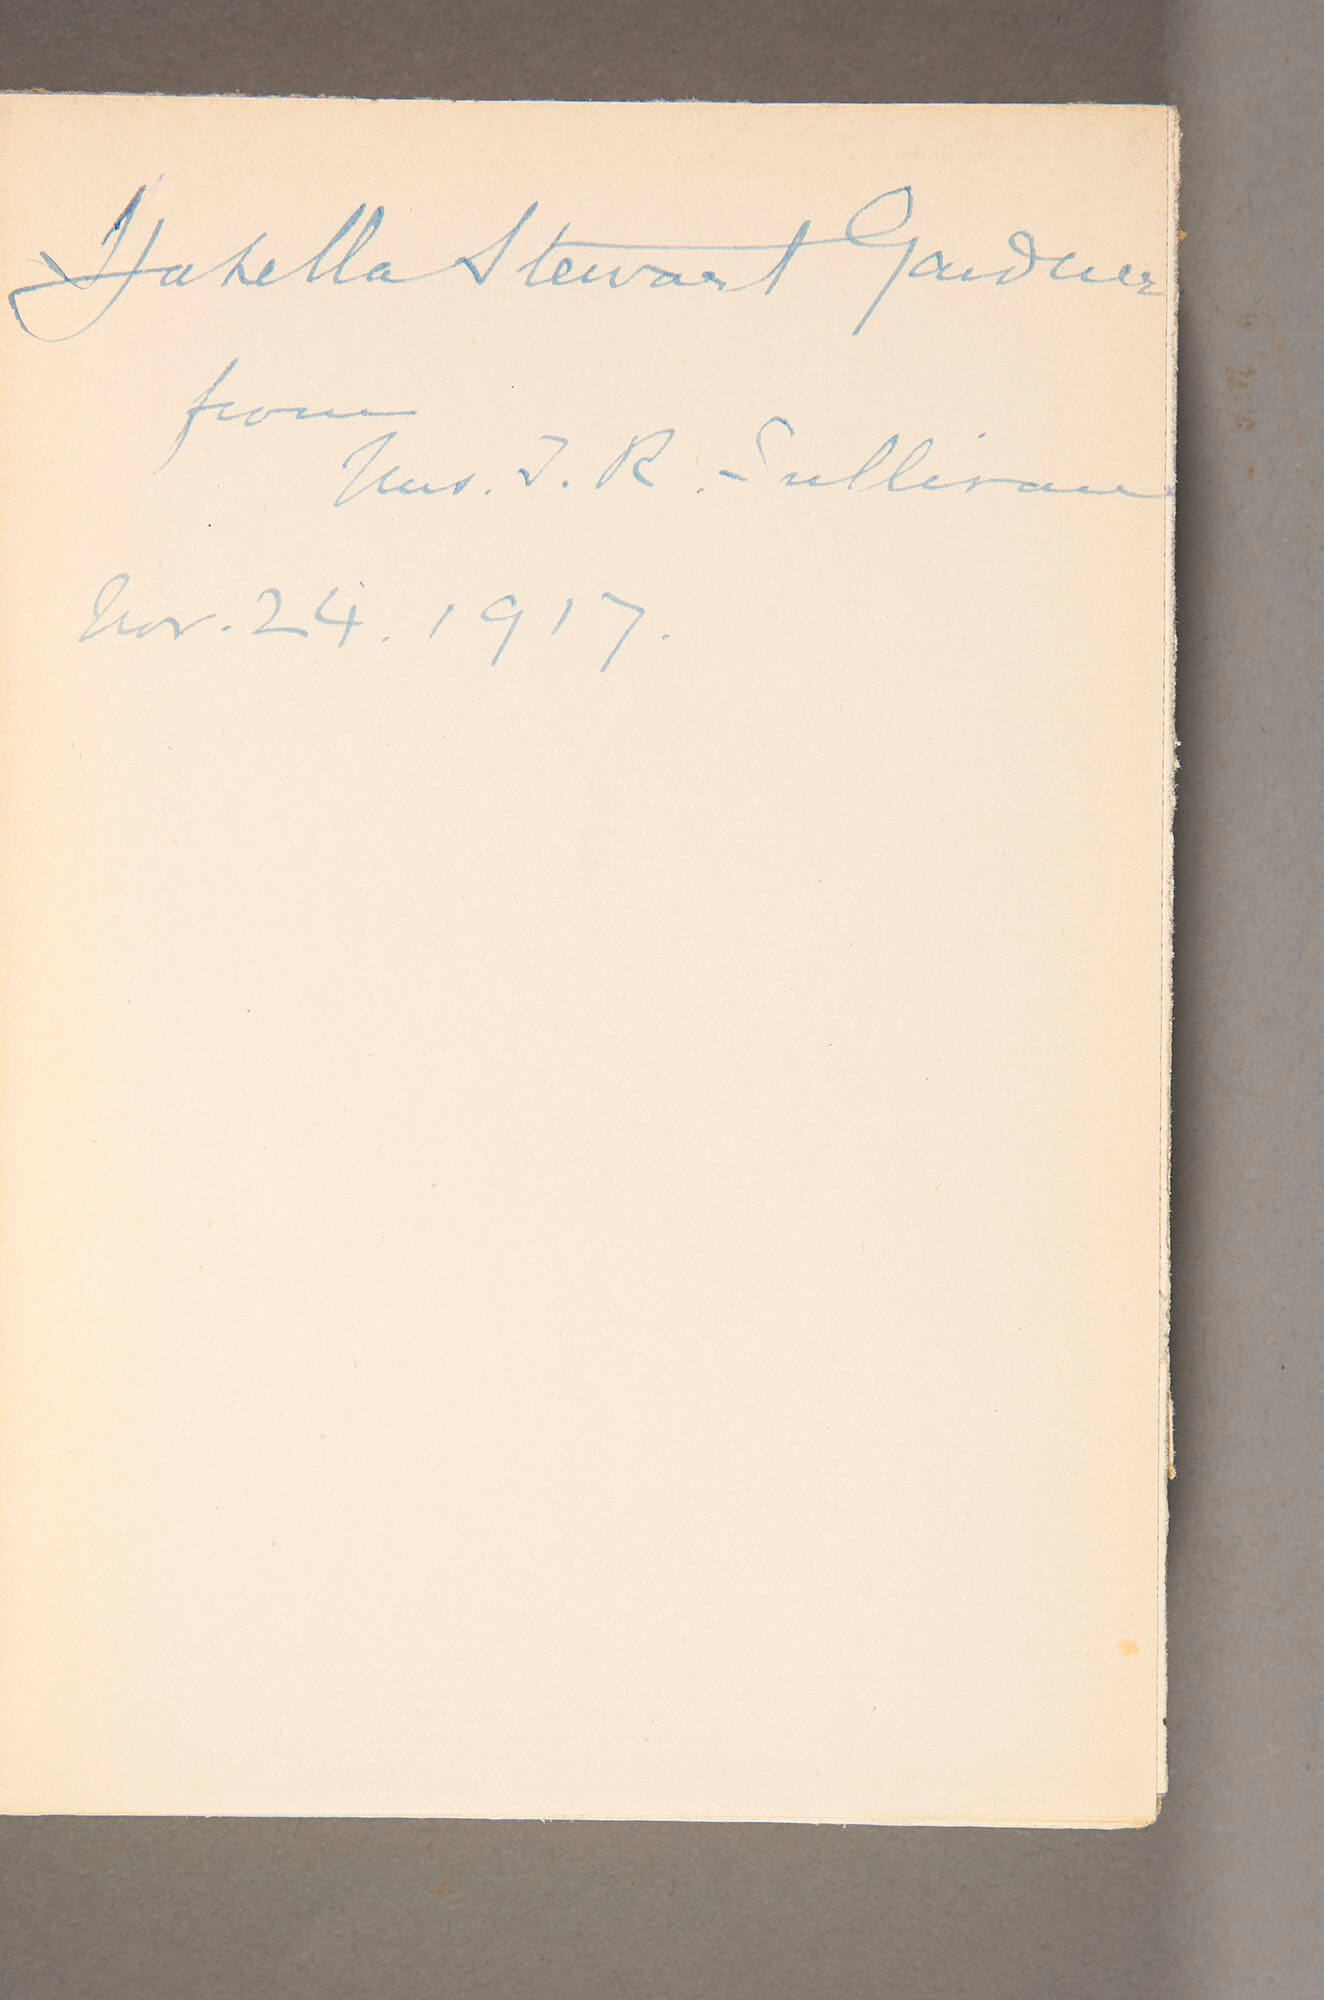 Isabella Stewart Gardner
from
Mrs. T. R. Sullivan
Nov. 24. 1917.